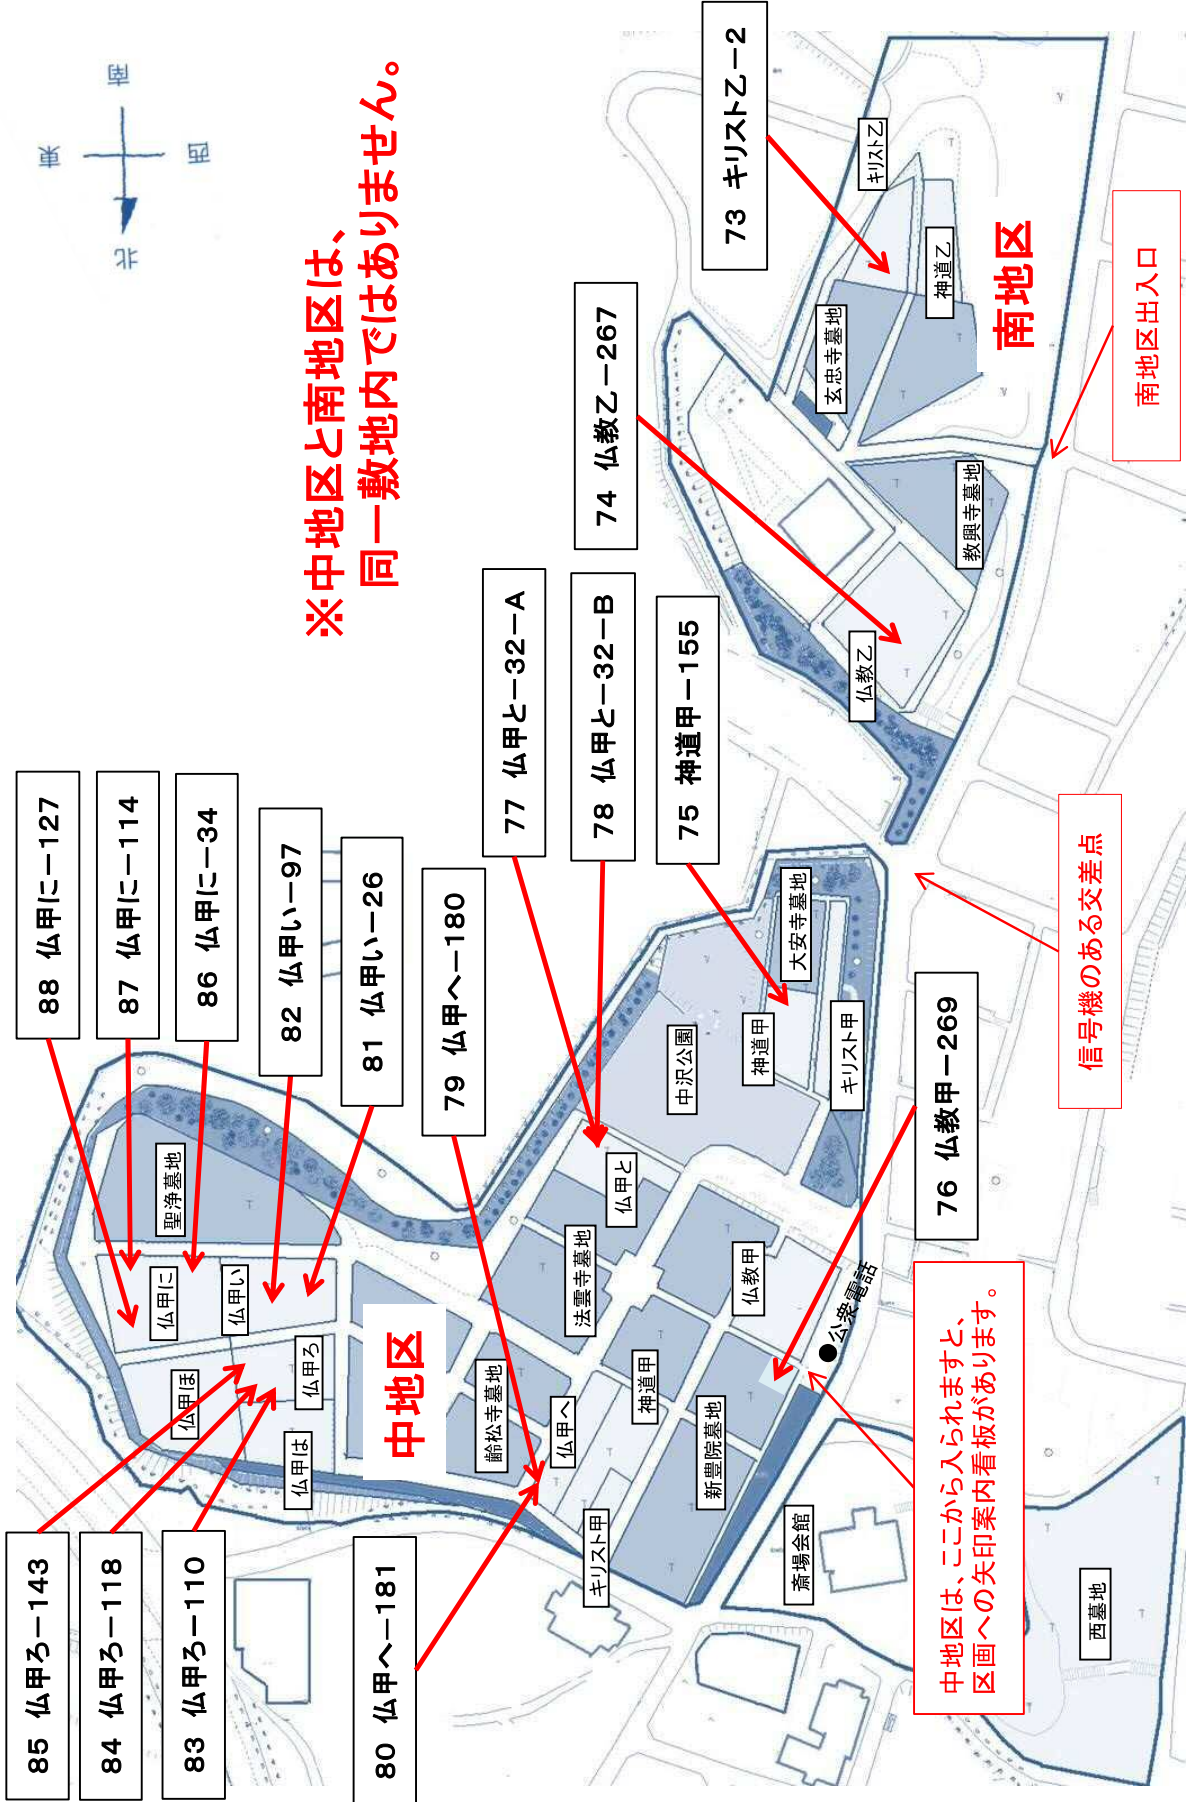 88 仏甲に－127
87 仏甲に－114
86 仏甲に－34
82 仏甲い－97
81 仏甲い－26
79 仏甲へ－180
77 仏甲と－32－A
78 仏甲と－32－B
75 神道甲－155
74 仏教乙－267
73 キリスト乙－2
85 仏甲ろ－143
84 仏甲ろ－118
83 仏甲ろ－110
80 仏甲へ－181
76 仏教甲－269
※中地区と南地区は、
同一敷地内ではありません。
北
東
西
南
中地区
南地区
聖浄墓地
仏甲に
仏甲い
仏甲ほ
仏甲ろ
仏甲は
齢松寺墓地
仏甲へ
キリスト甲
法雲寺墓地
仏甲と
神道甲
新豊院墓地
仏教甲
中沢公園
神道甲
大安寺墓地
キリスト甲
仏教乙
教興寺墓地
玄忠寺墓地
神道乙
キリスト乙
斎場会館
西墓地
●公衆電話
中地区は、ここから入られますと、
区画への矢印案内看板があります。
信号機のある交差点
南地区出入口